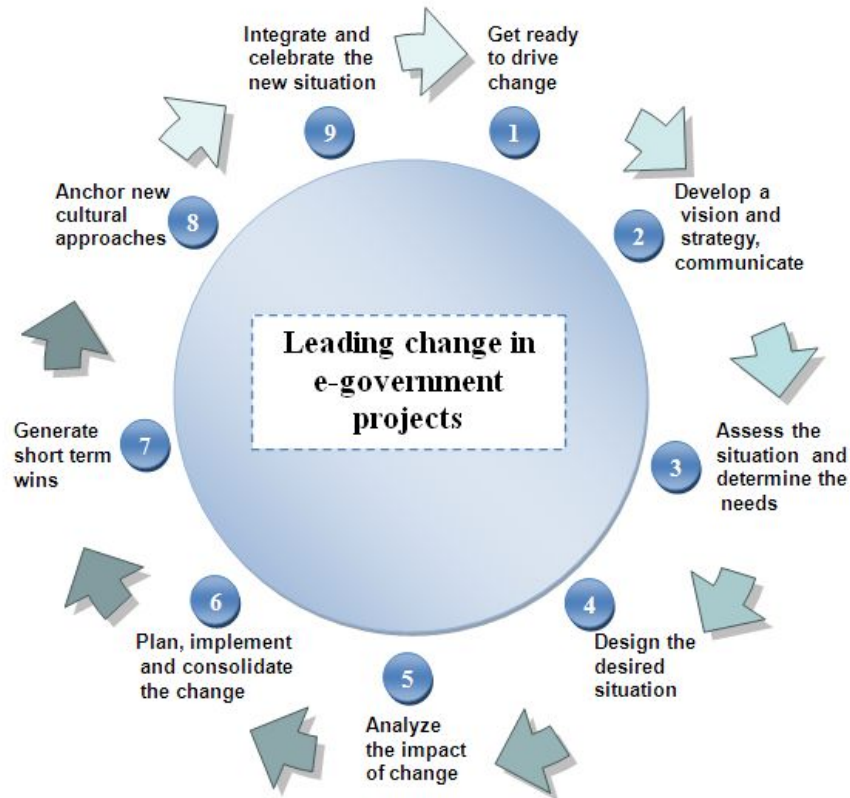 Leading change in
e-government
projects
1
Get ready
to drive
change
2
Develop a
vision and
strategy,
communicate
3
Assess the
situation and
determine the
needs
4
Design the
desired
situation
5
Analyze
the impact
of change
6
Plan, implement
and consolidate
the change
7
Generate
short term
wins
8
Anchor new
cultural
approaches
9
Integrate and
celebrate the
new situation